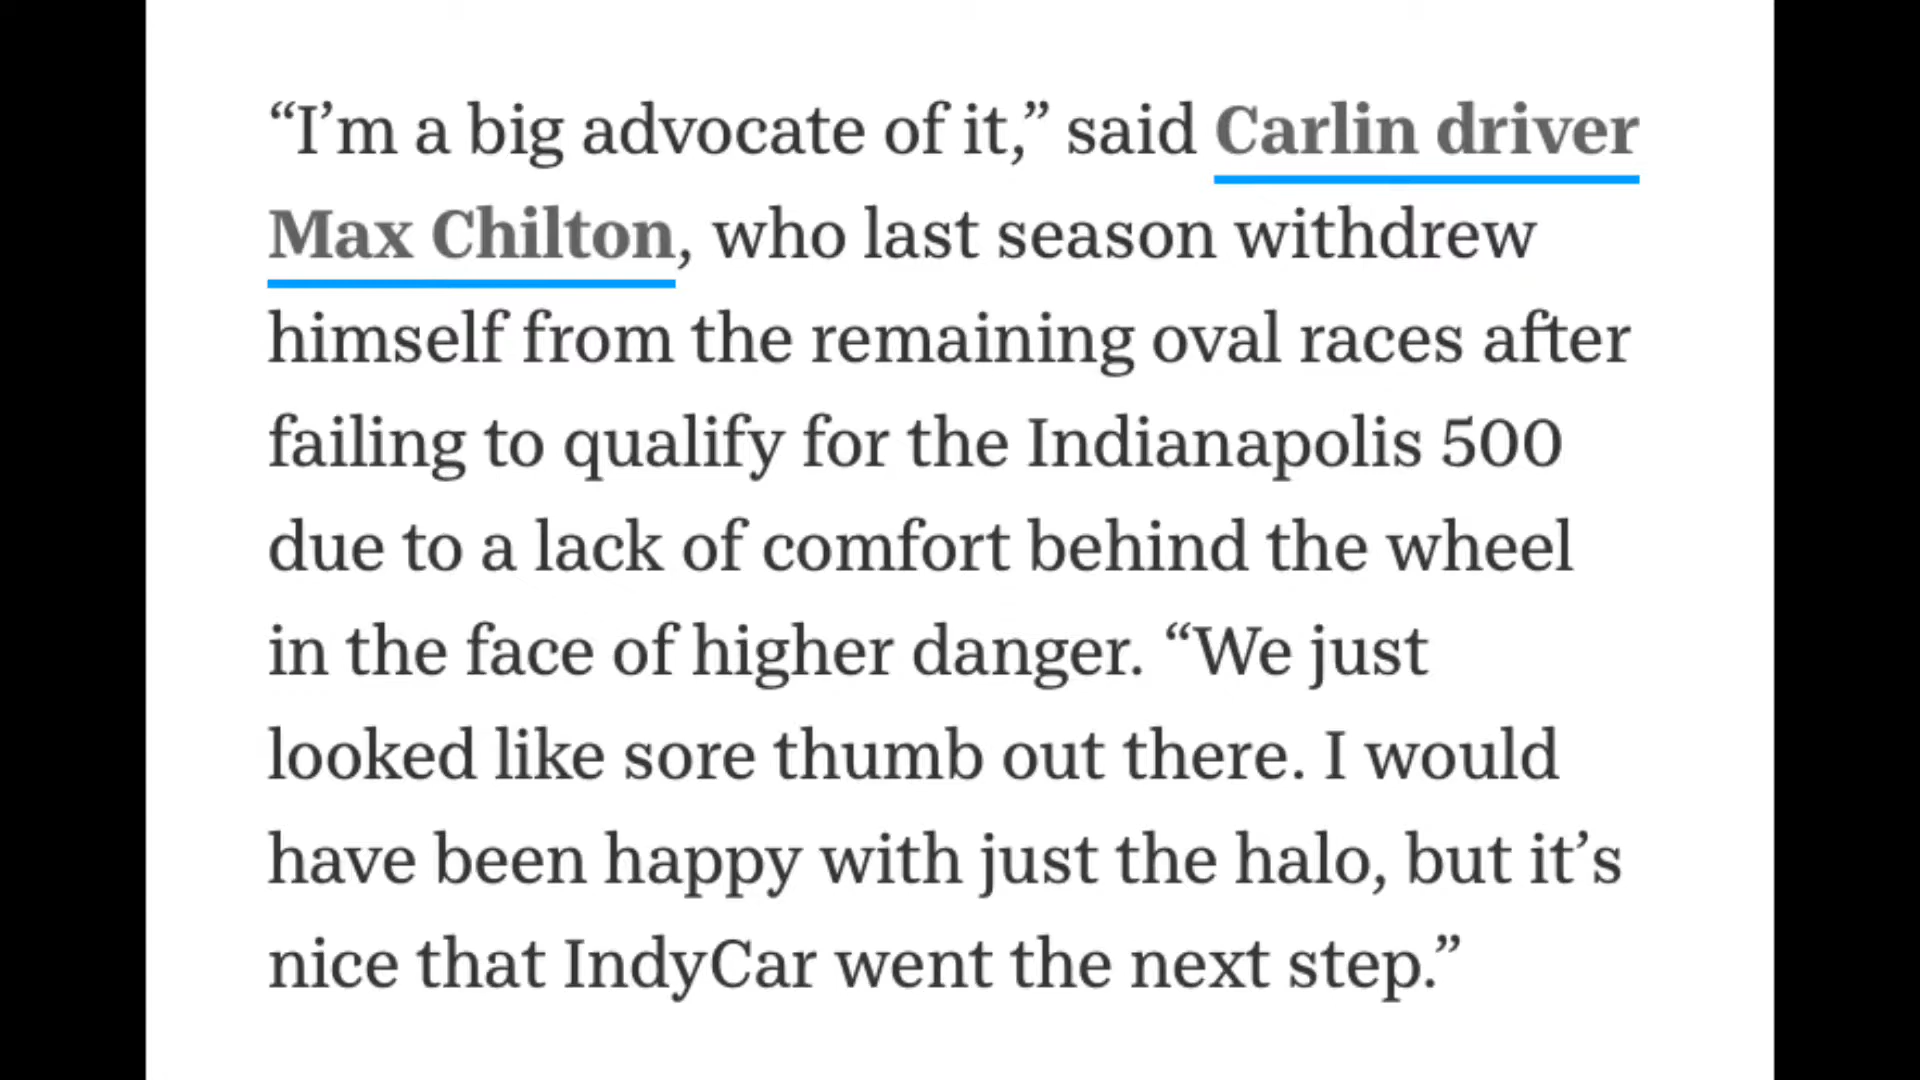 “I’m a big advocate of it,” said Carlin driver
Max Chilton, who last season withdrew
himself from the remaining oval races after
failing to qualify for the Indianapolis 500
due to a lack of comfort behind the wheel
in the face of higher danger. “We just
looked like sore thumb out there. I would
have been happy with just the halo, but it’s
nice that IndyCar went the next step.”